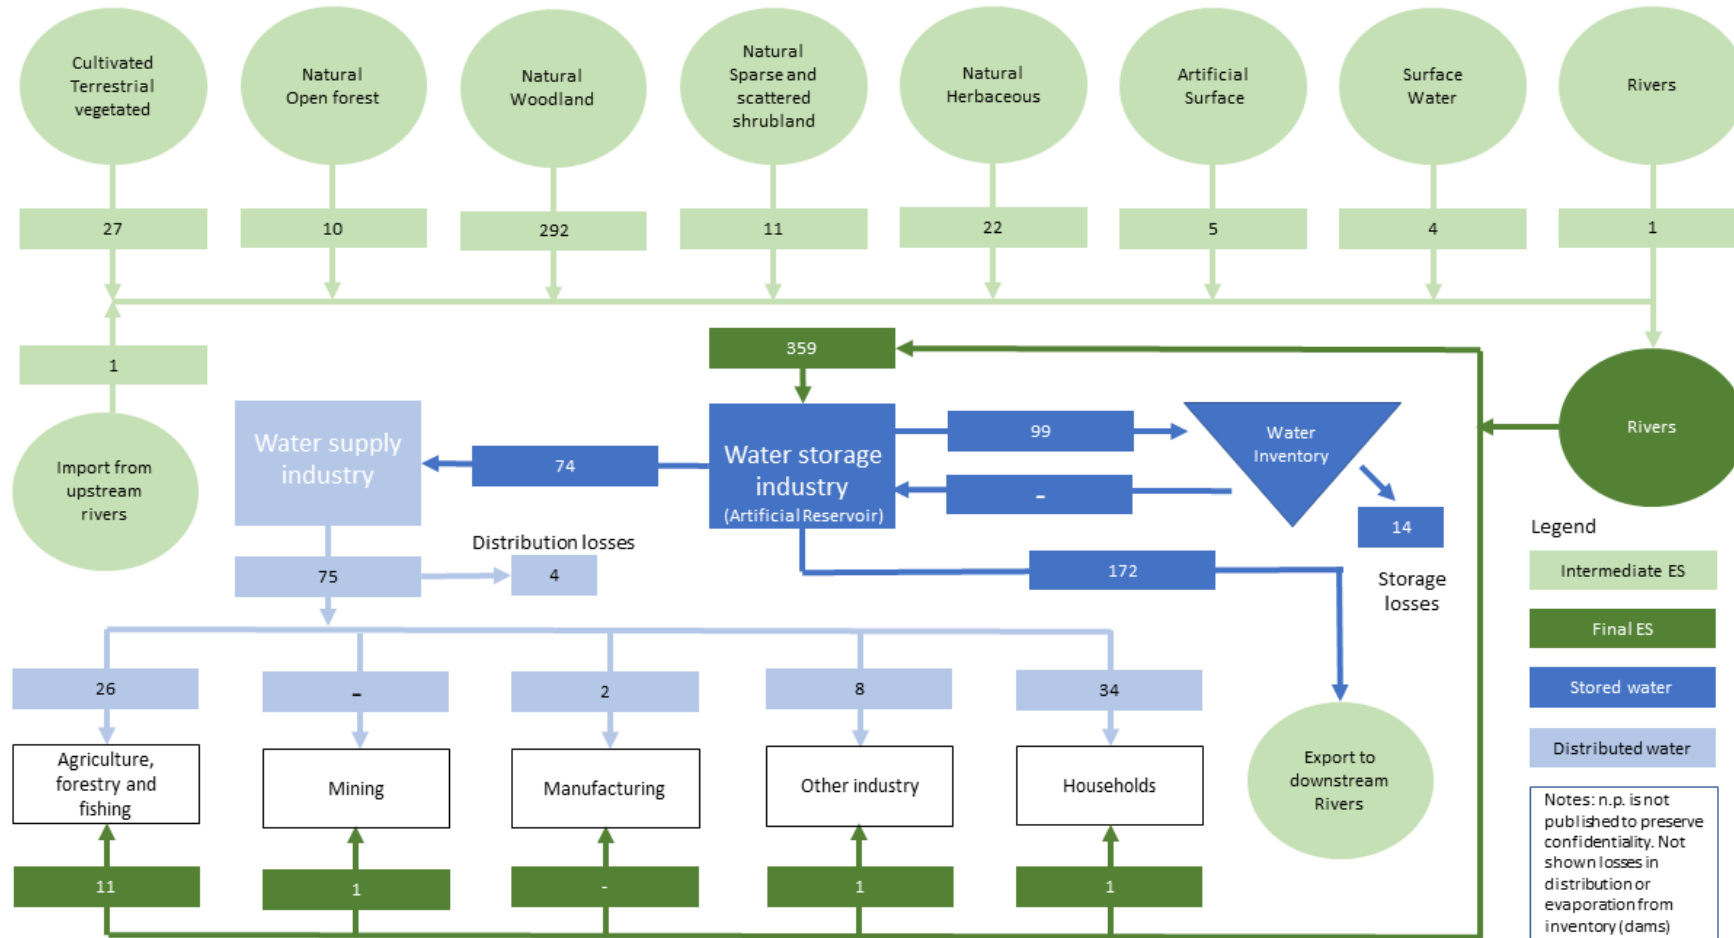 Cultivated
Terrestrial
vegetated
Natural
Open forest
Natural
Woodland
Natural
Sparse and
scattered
shrubland
Natural
Herbaceous
Artificial
Surface
Surface
Water
Rivers
27
10
292
11
22
5
4
1
1
359
Import from
upstream
rivers
Water supply
industry
74
Water storage
industry
(Artificial Reservoir)
99
-
Water
Inventory
14
Storage
losses
Rivers
75
Distribution losses
4
172
Export to
downstream
Rivers
26
-
2
8
34
Agriculture,
forestry and
fishing
Mining
Manufacturing
Other industry
Households
11
1
-
1
1
Legend
Intermediate ES
Final ES
Stored water
Distributed water
Notes: n.p. is not
published to preserve
confidentiality. Not
shown losses in
distribution or
evaporation from
inventory (dams)